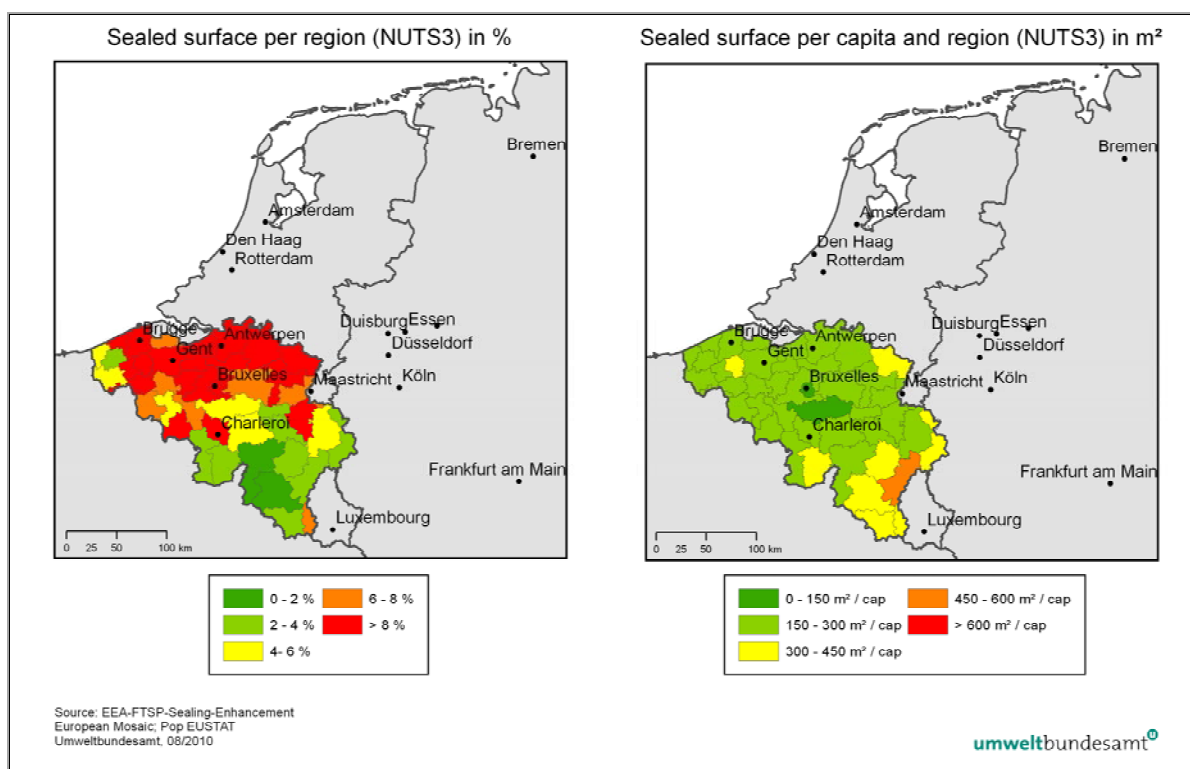 Sealed surface per region (NUTS3) in %
Bremen
Amsterdam
Den Haag
Rotterdam
Brugge
Antwerpen
Duisburg
Essen
Gent
Düsseldorf
Bruxelles
Maastricht
Köln
Charleroi
Frankfurt am Main
Luxembourg
0 25 50 100 km
0 - 2 %
6 - 8 %
2 - 4 %
> 8 %
4- 6 %
Sealed surface per capita and region (NUTS3) in m²
Bremen
Amsterdam
Den Haag
Rotterdam
Brugge
Antwerpen
Duisburg
Essen
Gent
Düsseldorf
Bruxelles
Maastricht
Köln
Charleroi
Frankfurt am Main
Luxembourg
0 25 50 100 km
0 - 150 m² / cap
450 - 600 m² / cap
150 - 300 m² / cap
> 600 m² / cap
300 - 450 m² / cap
Source: EEA-FTSP-Sealing-Enhancement
European Mosaic; Pop EUSTAT
Umweltbundesamt, 08/2010
umweltbundesamt